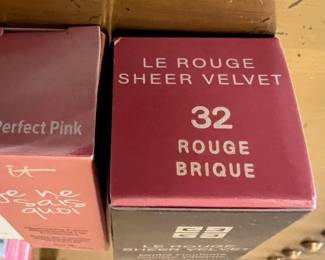 Perfect Pink
it
Je ne
sais
quoi
LE ROUGE
SHEER VELVET
32
ROUGE
BRIQUE
LE ROUGE
SHEER VELVET